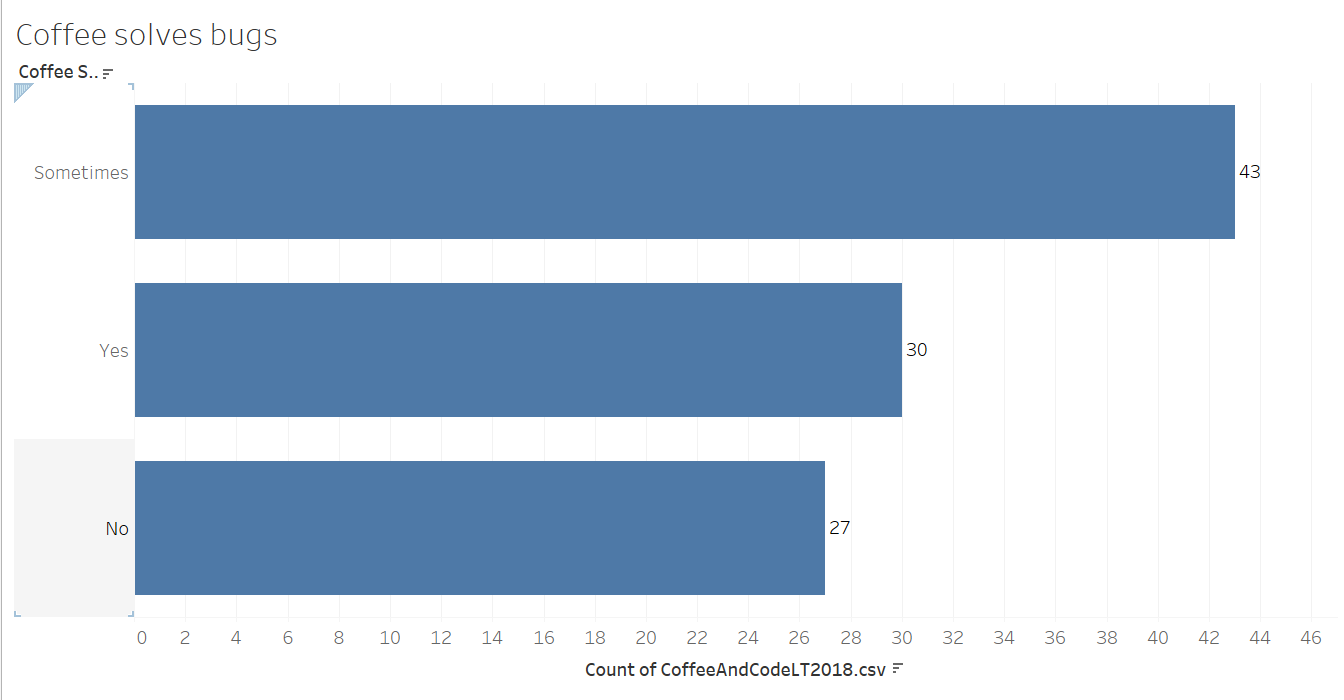 Coffee solves bugs
Coffee S..
Sometimes
43
Yes
30
No
27
0 2 4 6 8 10 12 14 16 18 20 22 24 26 28 30 32 34 36 38 40 42 44 46
Count of CoffeeAndCodeLT2018.csv